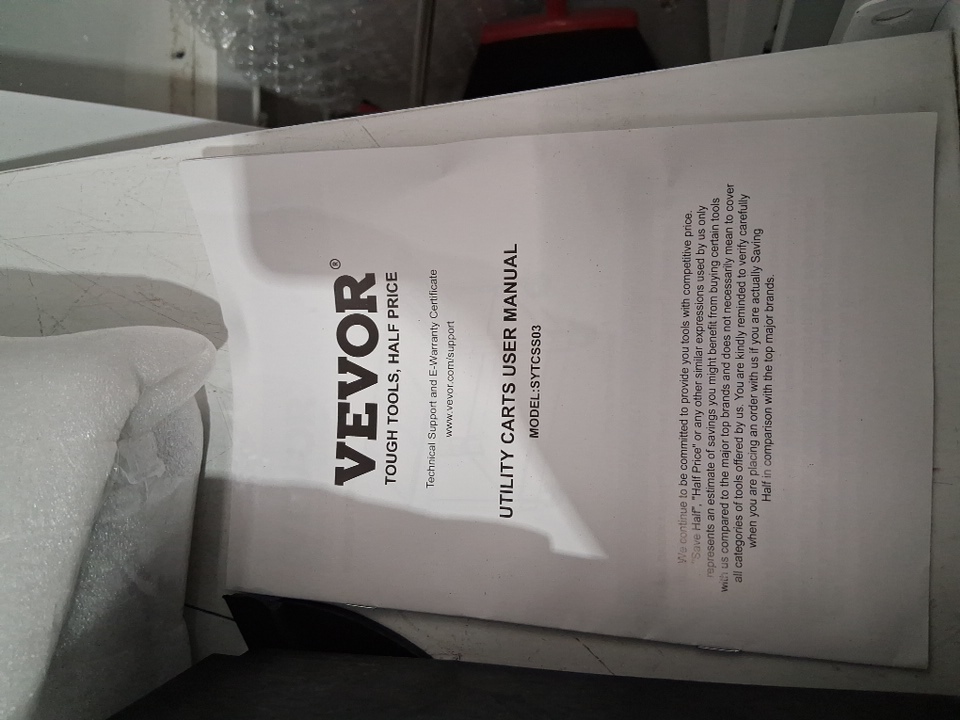 VEVOR®
TOUGH TOOLS, HALF PRICE
Technical Support and E-Warranty Certificate
www.vevor.com/support
UTILITY CARTS USER MANUAL
MODEL:SYTCSS03
We continue to be committed to provide you tools with competitive price.
"Save Half", "Half Price" or any other similar expressions used by us only
represents an estimate of savings you might benefit from buying certain tools
with us compared to the major top brands and does not necessarily mean to cover
all categories of tools offered by us. You are kindly reminded to verify carefully
when you are placing an order with us if you are actually Saving
Half in comparison with the top major brands.